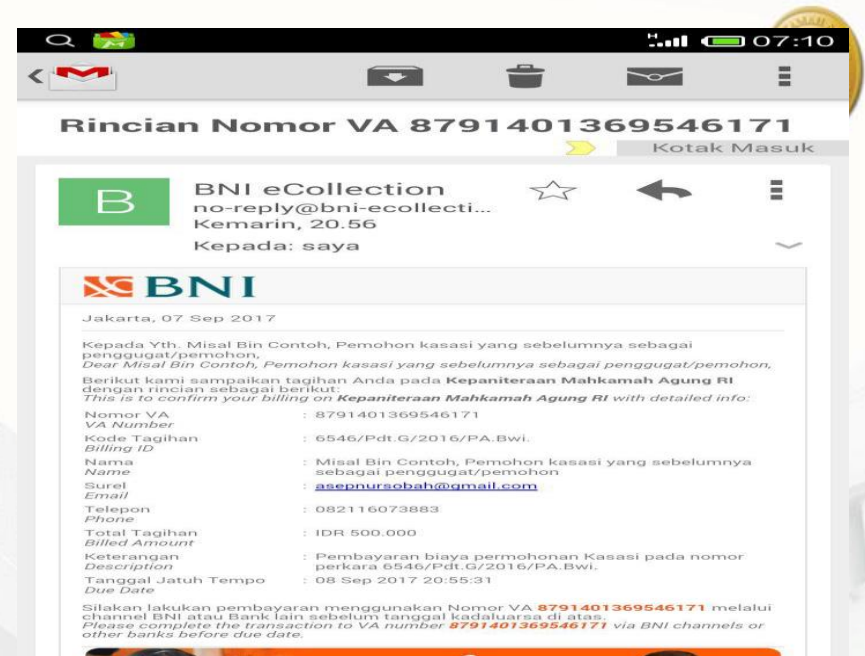 07:10
Rincian Nomor VA 8791401369546171
Kotak Masuk
B
BNI eCollection
no-reply@bni-ecollecti...
Kemarin, 20.56
Kepada: saya
BNI
Jakarta, 07 Sep 2017
Kepada Yth. Misal Bin Contoh, Pemohon kasasi yang sebelumnya sebagai
penggugat/pemohon,
Dear Misal Bin Contoh, Pemohon kasasi yang sebelumnya sebagai penggugat/pemohon,
Berikut kami sampaikan tagihan Anda pada Kepaniteraan Mahkamah Agung RI
dengan rincian sebagai berikut:
This is to confirm your billing on Kepaniteraan Mahkamah Agung RI with detailed info:
Nomor VA : 8791401369546171
VA Number
Kode Tagihan : 6546/Pdt.G/2016/PA.Bwi.
Billing ID
Nama : Misal Bin Contoh, Pemohon kasasi yang sebelumnya
Name sebagai penggugat/pemohon
Surel : asepnursobah@gmail.com
Email
Telepon : 082116073883
Phone
Total Tagihan : IDR 500.000
Billed Amount
Keterangan : Pembayaran biaya permohonan Kasasi pada nomor
Description perkara 6546/Pdt.G/2016/PA.Bwi.
Tanggal Jatuh Tempo : 08 Sep 2017 20:55:31
Due Date
Silakan lakukan pembayaran menggunakan Nomor VA 8791401369546171 melalui
channel BNI atau Bank lain sebelum tanggal kadaluarsa di atas.
Please complete the transaction to VA number 8791401369546171 via BNI channels or
other banks before due date.